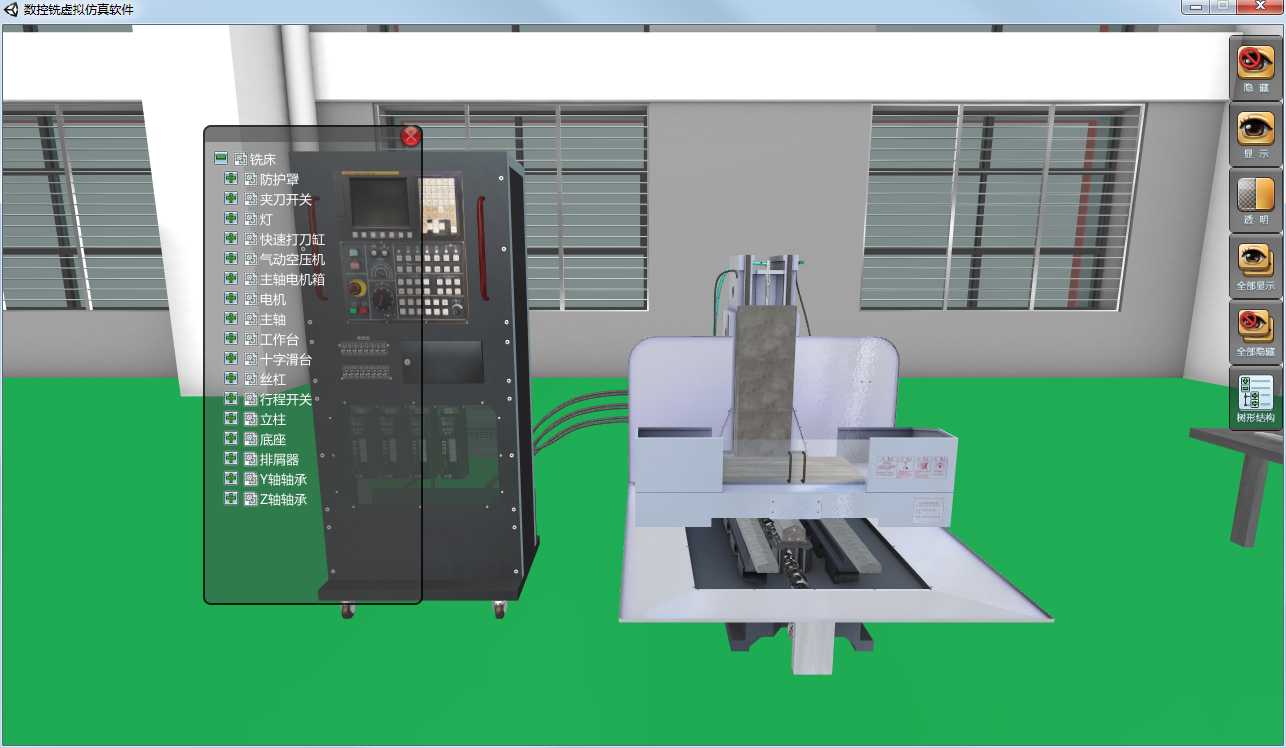 数控铣虚拟仿真软件
铣床
防护罩
夹刀开关
灯
快速打刀缸
气动空压机
主轴电机箱
电机
主轴
工作台
十字滑台
丝杠
行程开关
立柱
底座
排屑器
Y轴轴承
Z轴轴承
隐 藏
显 示
透 明
全部显示
全部隐藏
树形结构